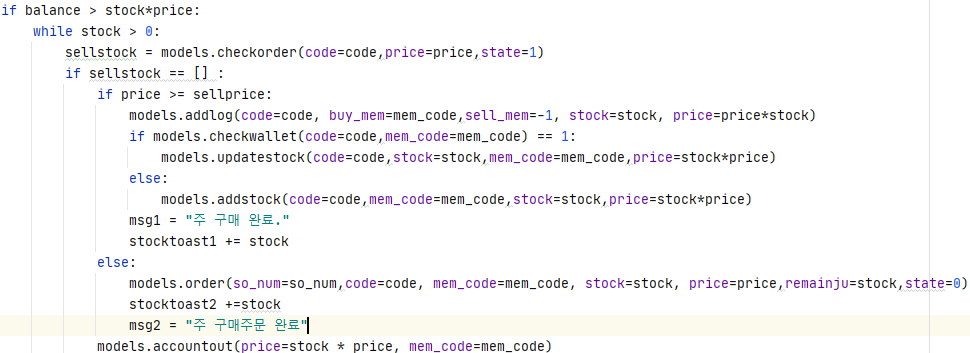 if balance > stock*price:
    while stock > 0:
        sellstock = models.checkorder(code=code,price=price,state=1)
        if sellstock == [] :
            if price >= sellprice:
                models.addlog(code=code, buy_mem=mem_code,sell_mem=-1, stock=stock, price=price*stock)
                if models.checkwallet(code=code,mem_code=mem_code) == 1:
                    models.updatestock(code=code,stock=stock,mem_code=mem_code,price=stock*price)
                else:
                    models.addstock(code=code,mem_code=mem_code,stock=stock,price=stock*price)
                msg1 = "주 구매 완료."
                stocktoast1 += stock
            else:
                models.order(so_num=so_num,code=code, mem_code=mem_code, stock=stock, price=price,remainju=stock,state=0)
                stocktoast2 +=stock
                msg2 = "주 구매주문 완료"
            models.accountout(price=stock * price, mem_code=mem_code)